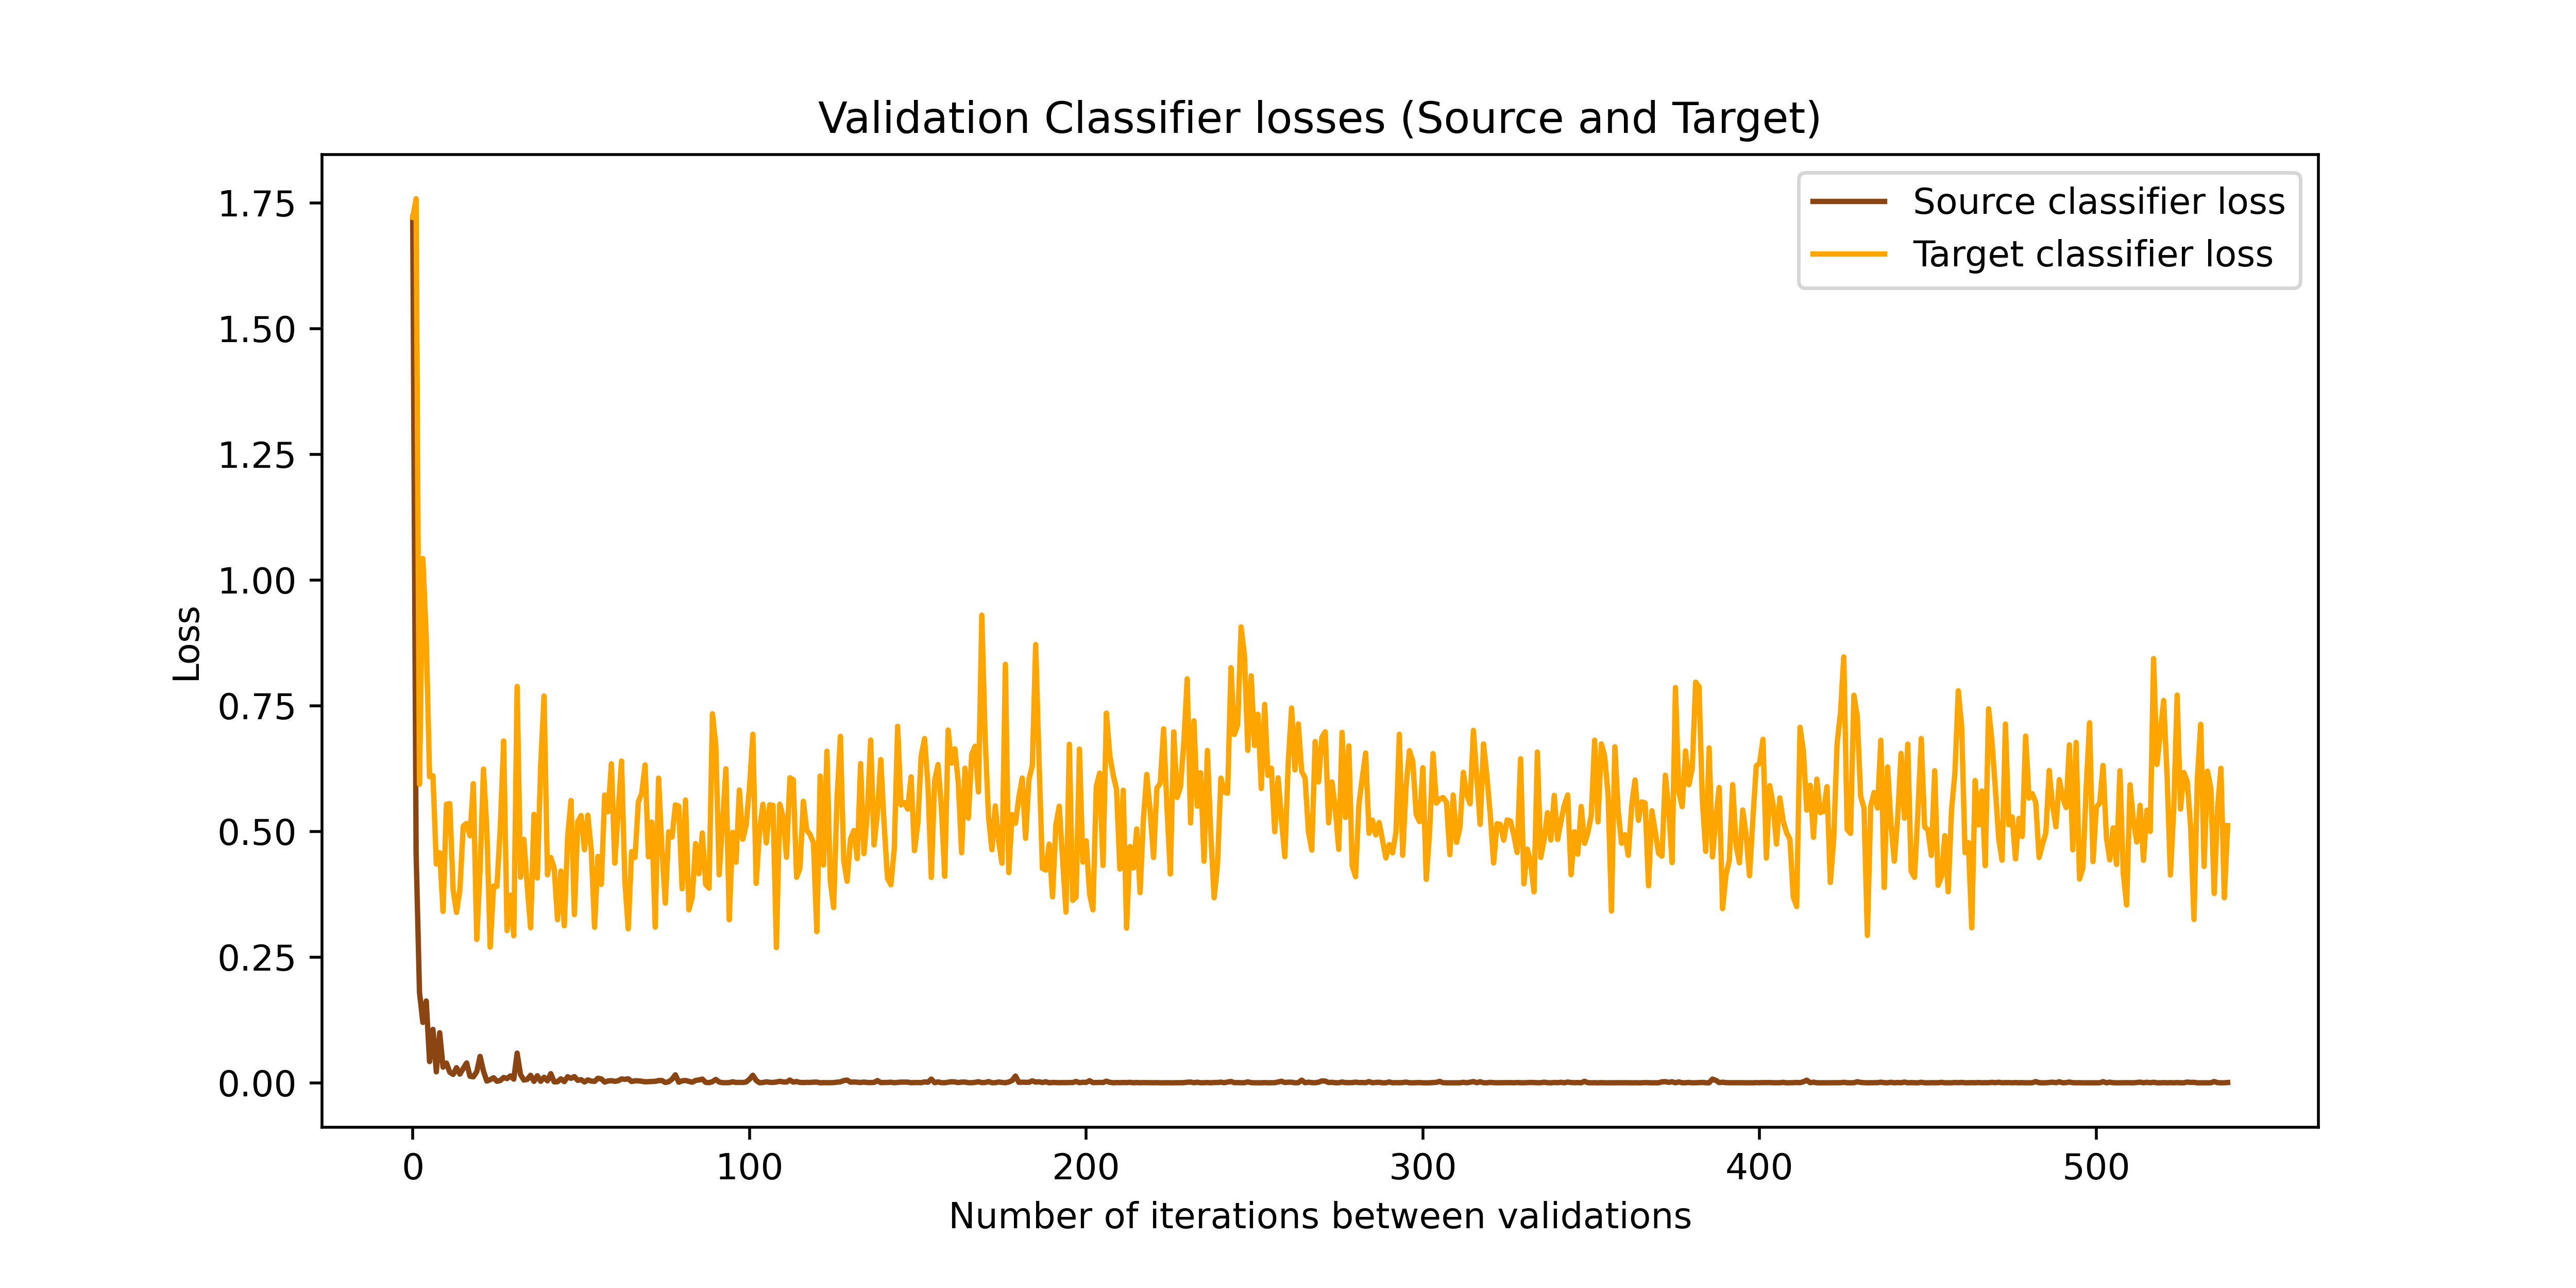 Validation Classifier losses (Source and Target)
Source classifier loss
Target classifier loss
1.75
1.50
1.25
1.00
0.75
0.50
0.25
0.00
Loss
0 100 200 300 400 500
Number of iterations between validations